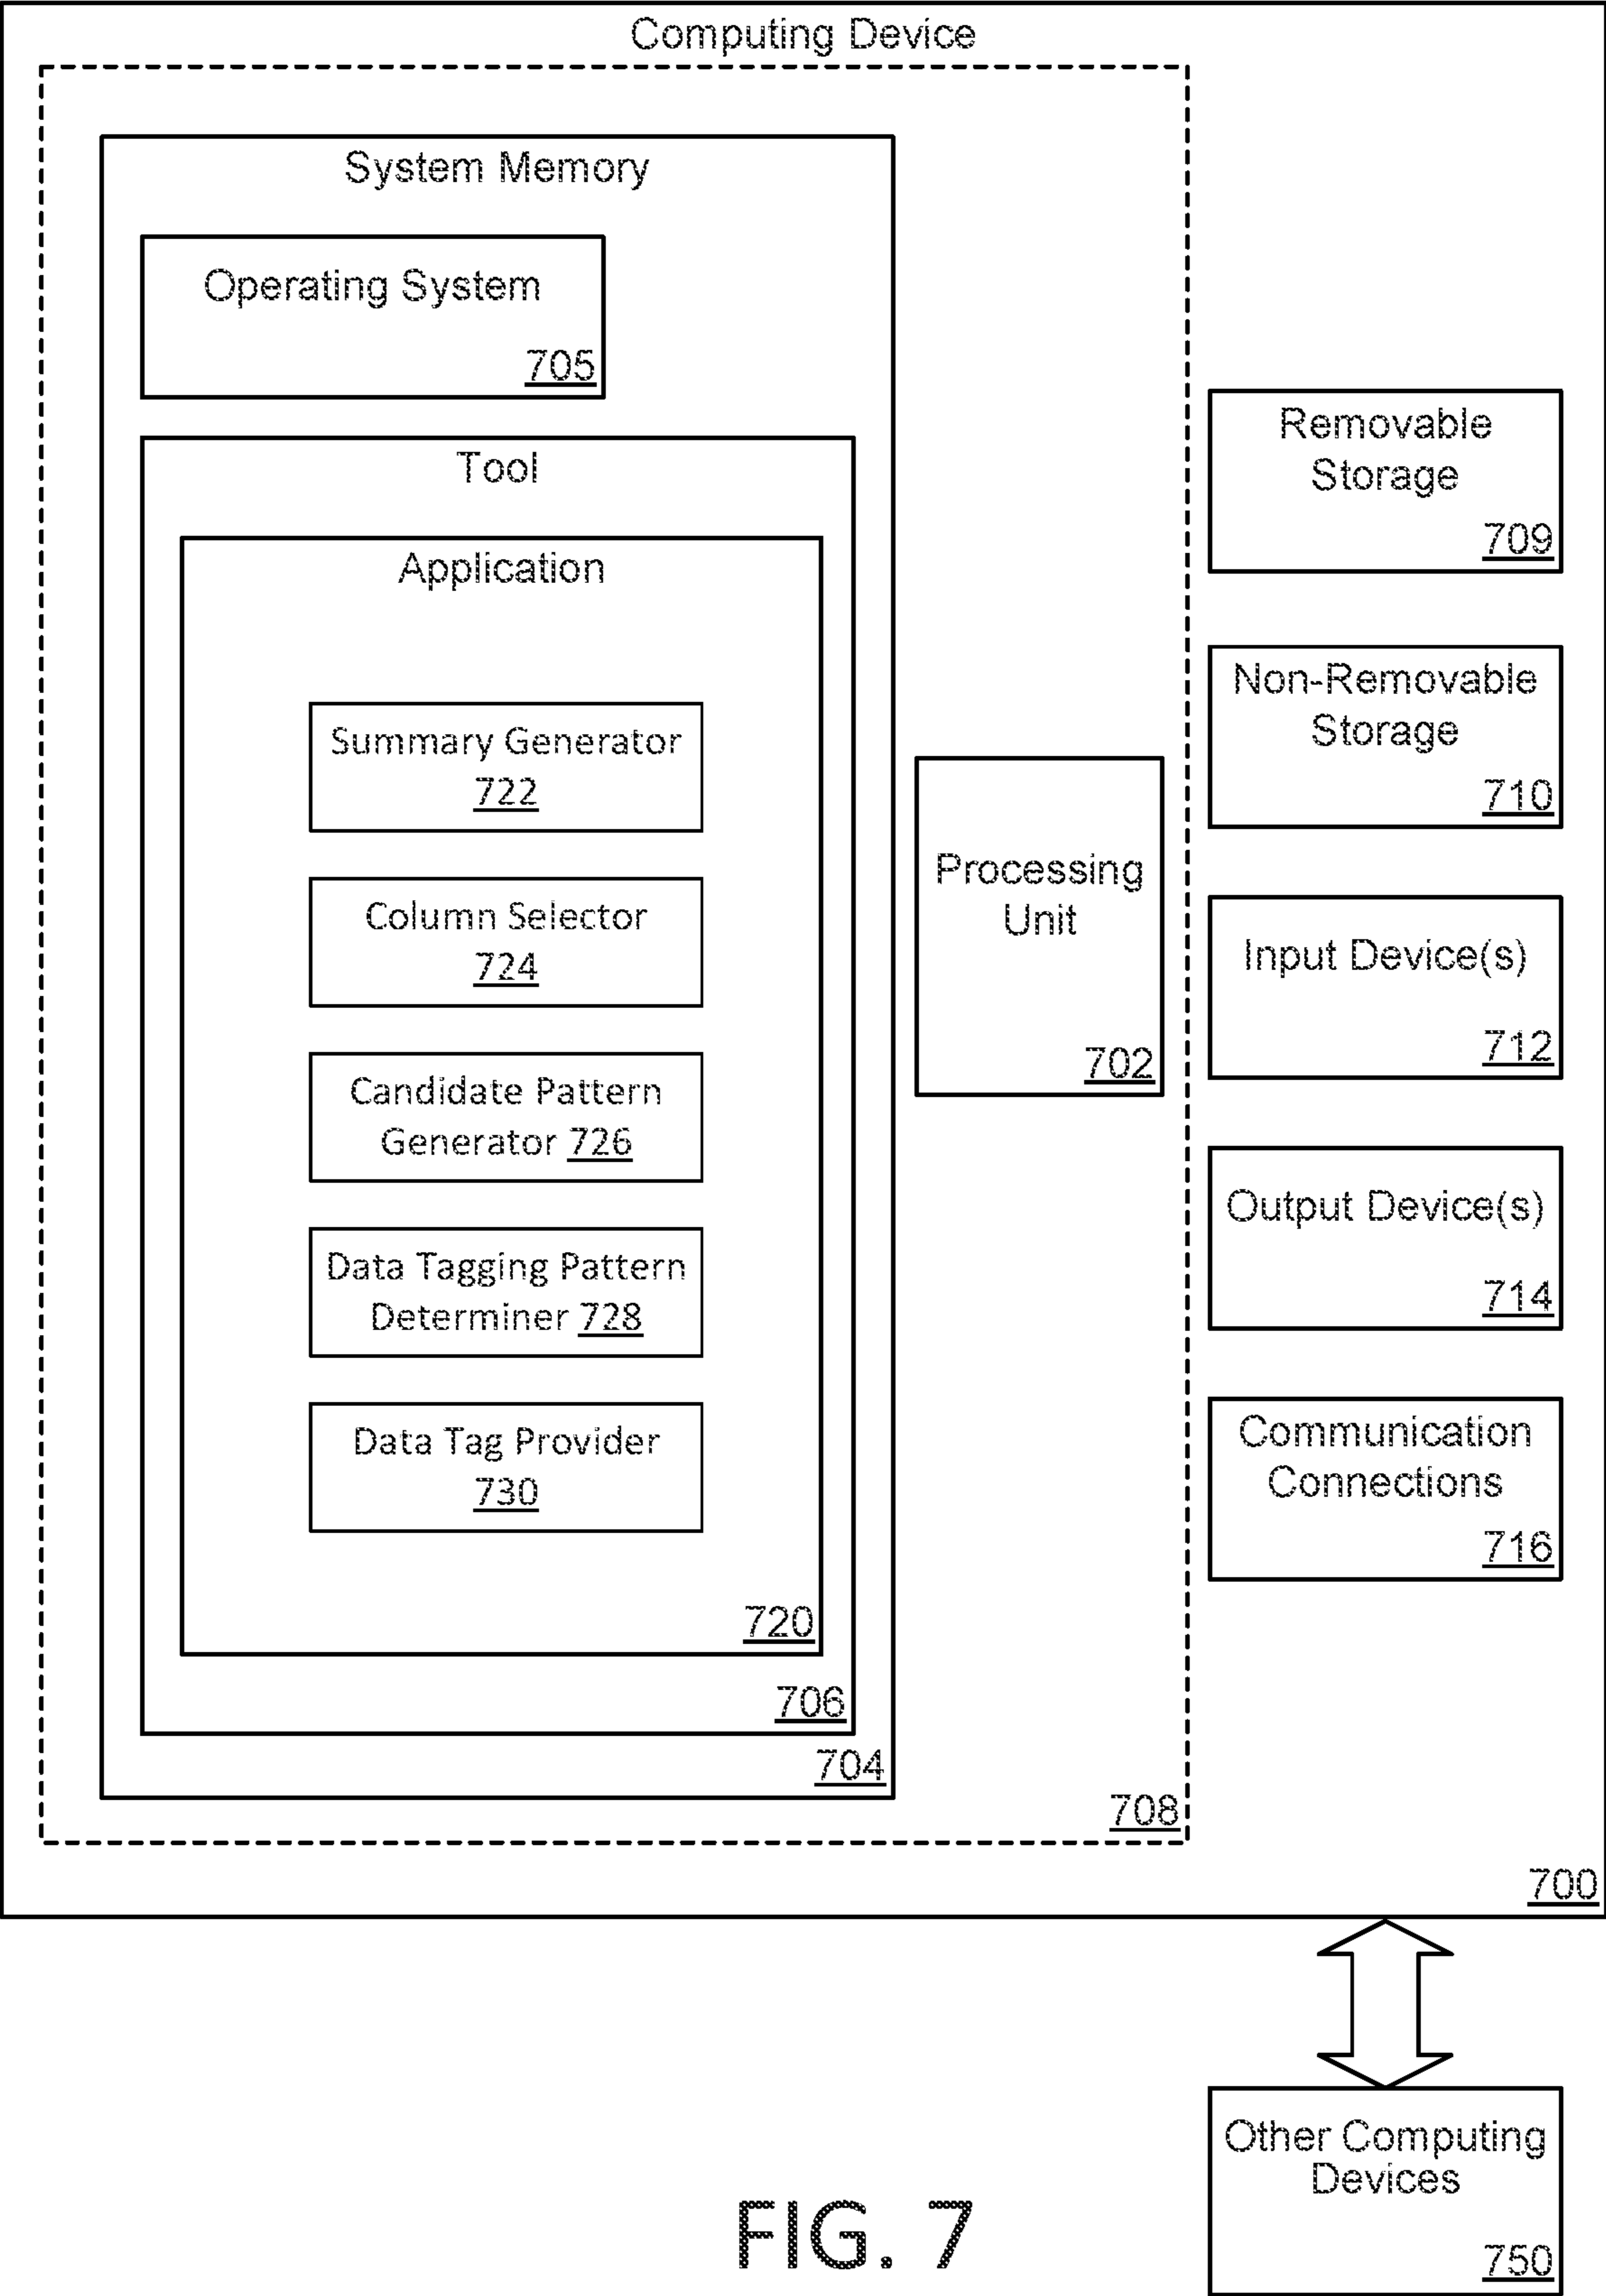 Computing Device
System Memory
Operating System
705
Tool
Application
Summary Generator
722
Column Selector
724
Candidate Pattern
Generator 726
Data Tagging Pattern
Determiner 728
Data Tag Provider
730
720
706
704
Processing
Unit
702
708
Removable
Storage
709
Non-Removable
Storage
710
Input Device(s)
712
Output Device(s)
714
Communication
Connections
716
700
Other Computing
Devices
750
FIG. 7